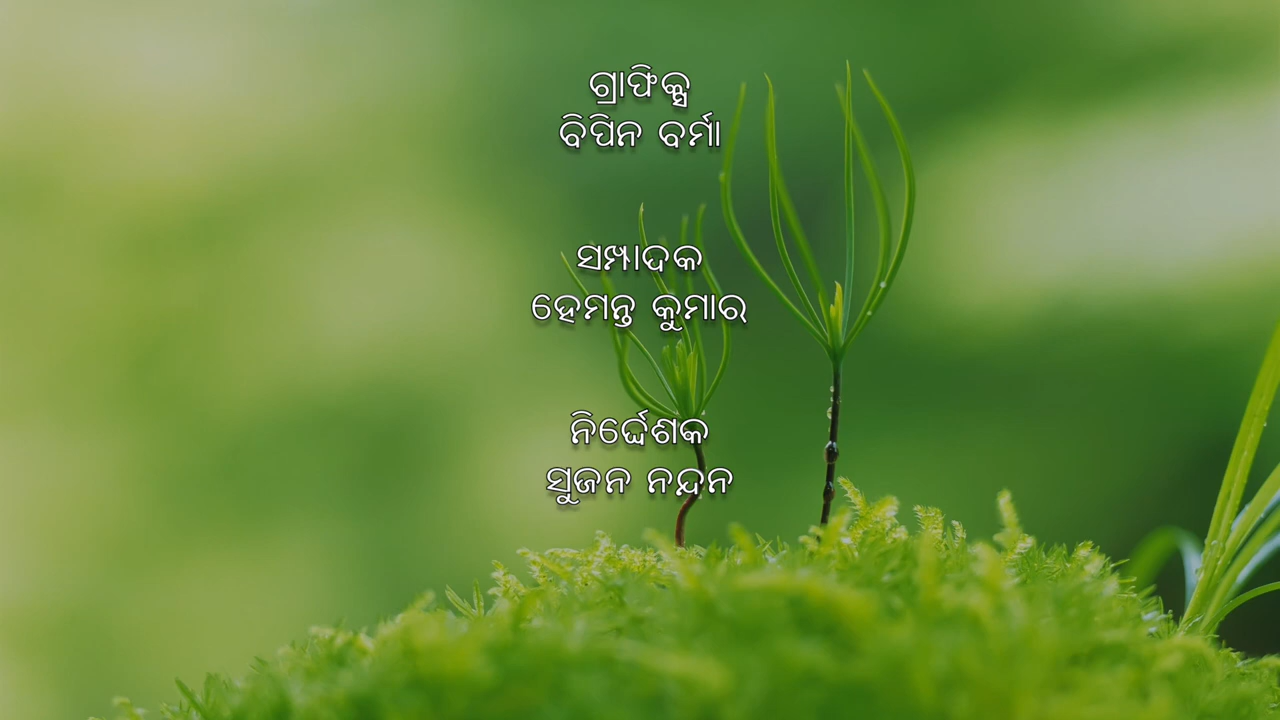 ଗ୍ରାଫିକ୍ସ
ବିପିନ ବର୍ମା
ସମ୍ପାଦକ
ହେମନ୍ତ କୁମାର
ନିର୍ଦ୍ଦେଶକ
ସୁଜନ ନନ୍ଦନ